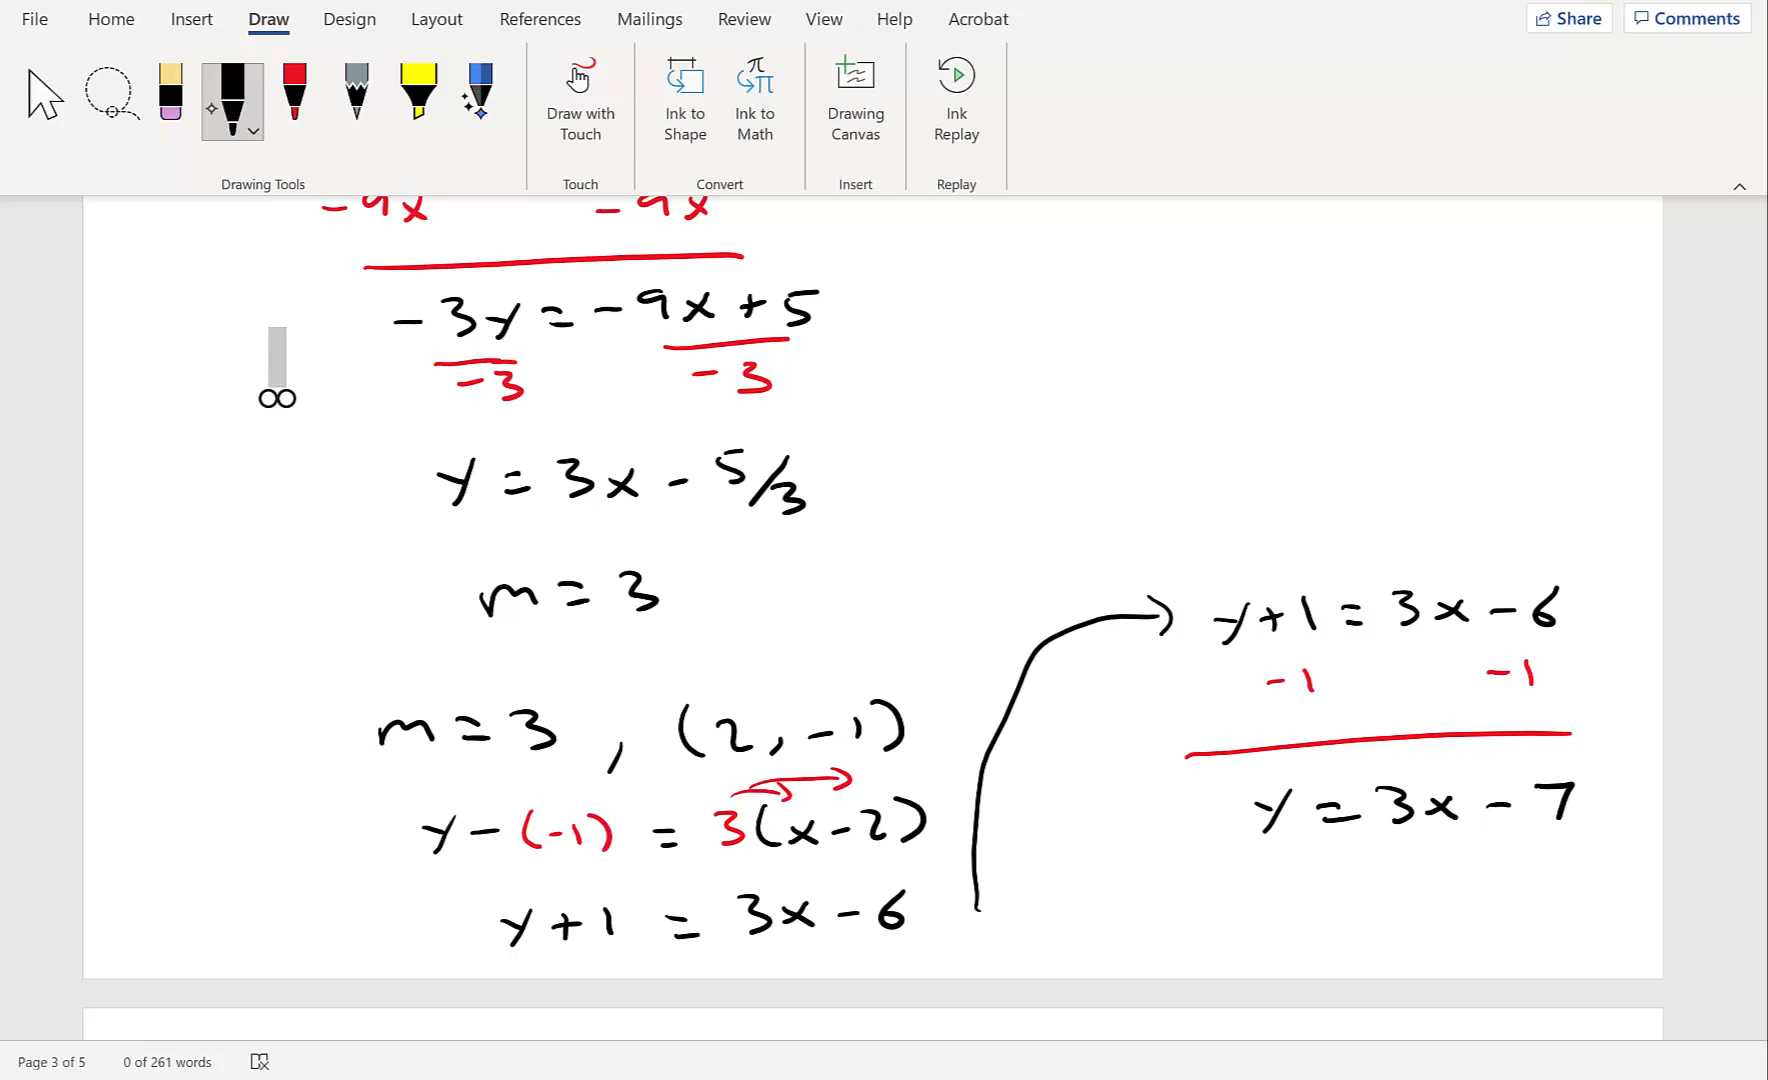 File Home Insert Draw Design Layout References Mailings Review View Help Acrobat Share Comments
Draw with Touch
Ink to Shape
Ink to Math
Drawing Canvas
Ink Replay
Drawing Tools Touch Convert Insert Replay
-9x -9x
-3y = -9x + 5
-3 -3
y = 3x - 5/3
m = 3
m = 3 , (2, -1)
y - (-1) = 3(x - 2)
y + 1 = 3x - 6
y + 1 = 3x - 6
-1 -1
y = 3x - 7
Page 3 of 5 0 of 261 words